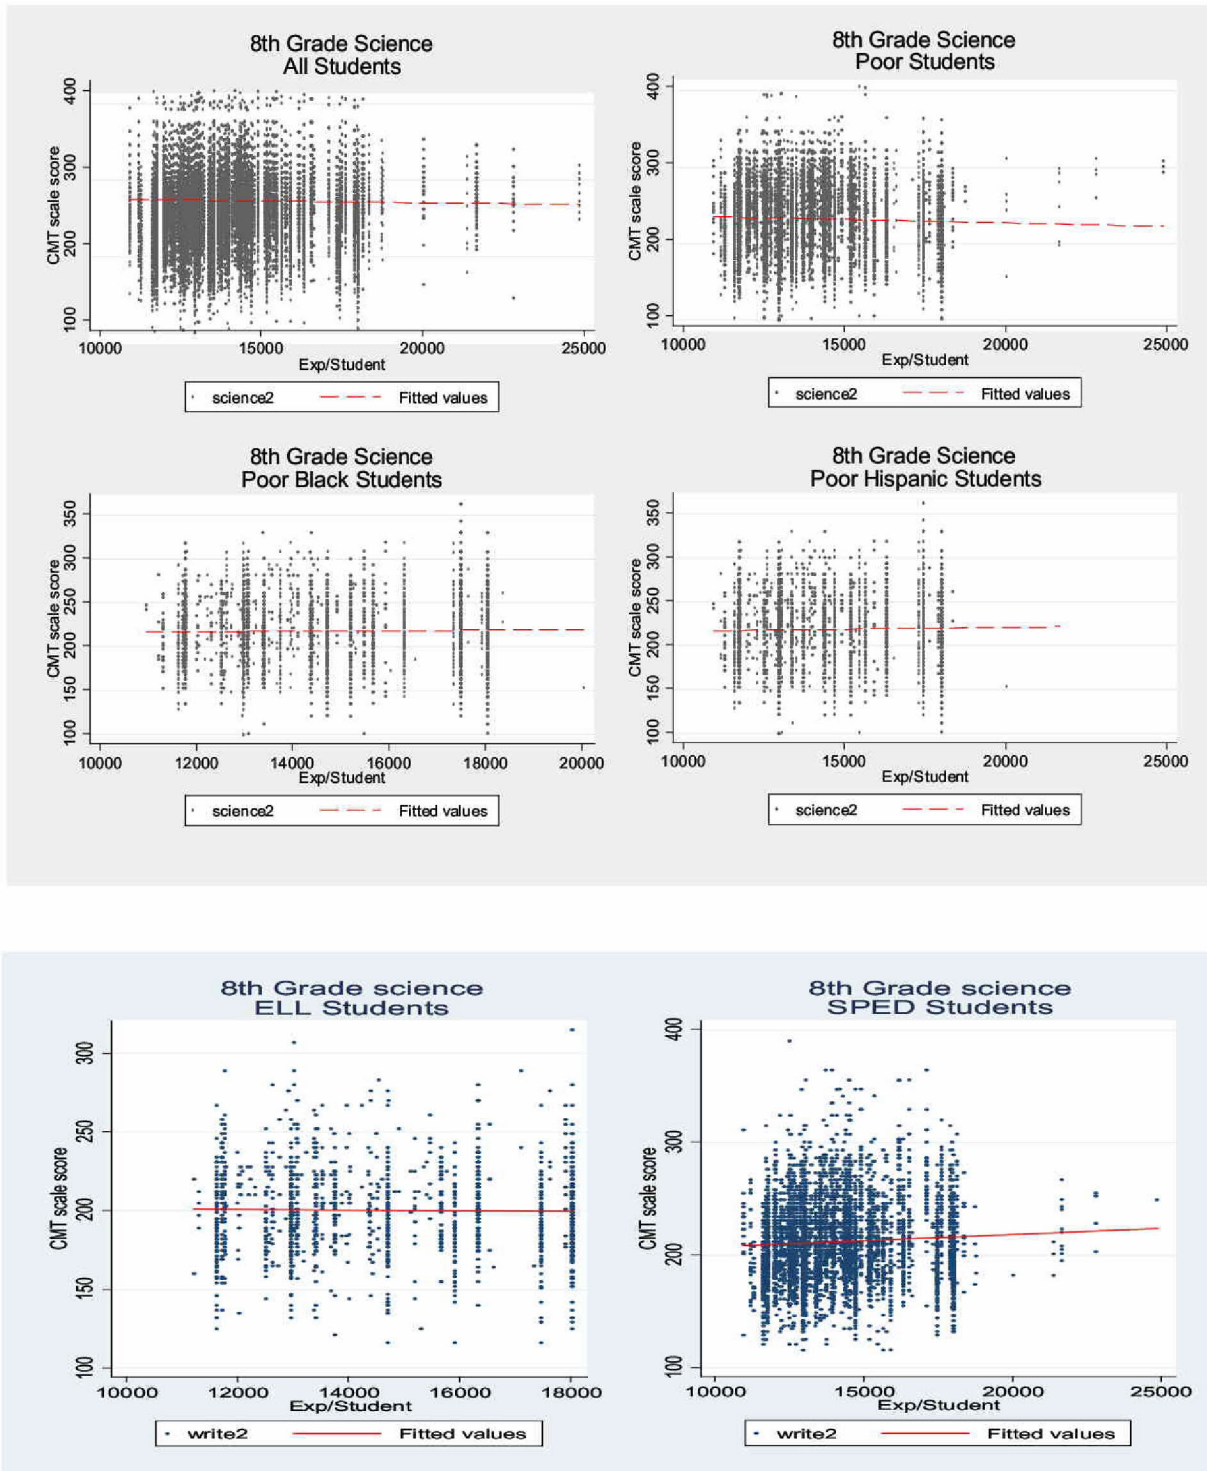 8th Grade Science
All Students
CMT scale score
400
300
200
100
10000 15000 20000 25000
Exp/Student
science2 Fitted values
8th Grade Science
Poor Students
CMT scale score
400
300
200
100
10000 15000 20000 25000
Exp/Student
science2 Fitted values
8th Grade Science
Poor Black Students
CMT scale score
350
300
250
200
150
100
10000 12000 14000 16000 18000 20000
Exp/Student
science2 Fitted values
8th Grade Science
Poor Hispanic Students
CMT scale score
350
300
250
200
150
100
10000 15000 20000 25000
Exp/Student
science2 Fitted values
8th Grade science
ELL Students
CMT scale score
300
250
200
150
100
10000 12000 14000 16000 18000
Exp/Student
write2 Fitted values
8th Grade science
SPED Students
CMT scale score
400
300
200
100
10000 15000 20000 25000
Exp/Student
write2 Fitted values